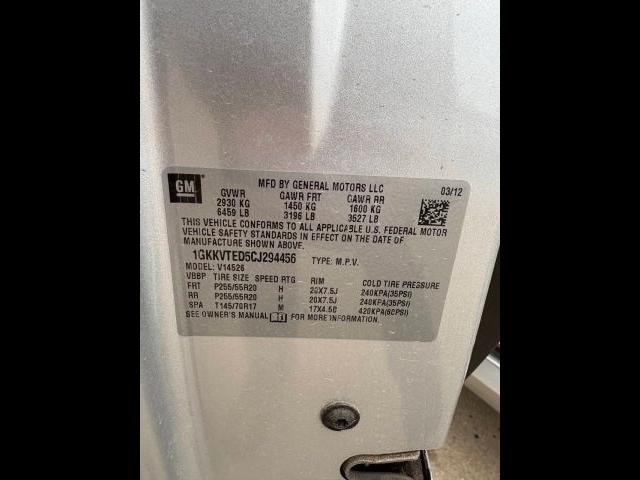 GM
MFD BY GENERAL MOTORS LLC 03/12
GVWR GAWR FRT GAWR RR
2930 KG 1450 KG 1600 KG
6459 LB 3196 LB 3527 LB
THIS VEHICLE CONFORMS TO ALL APPLICABLE U.S. FEDERAL MOTOR
VEHICLE SAFETY STANDARDS IN EFFECT ON THE DATE OF
MANUFACTURE SHOWN ABOVE.
1GKKVTED5CJ294456 TYPE: M.P.V.
MODEL: V14526
VBBP TIRE SIZE SPEED RTG RIM COLD TIRE PRESSURE
FRT P255/55R20 H 20X7.5J 240KPA(35PSI)
RR P255/55R20 H 20X7.5J 240KPA(35PSI)
SPA T145/70R17 M 17X4.5B 420KPA(60PSI)
SEE OWNER'S MANUAL FOR MORE INFORMATION.